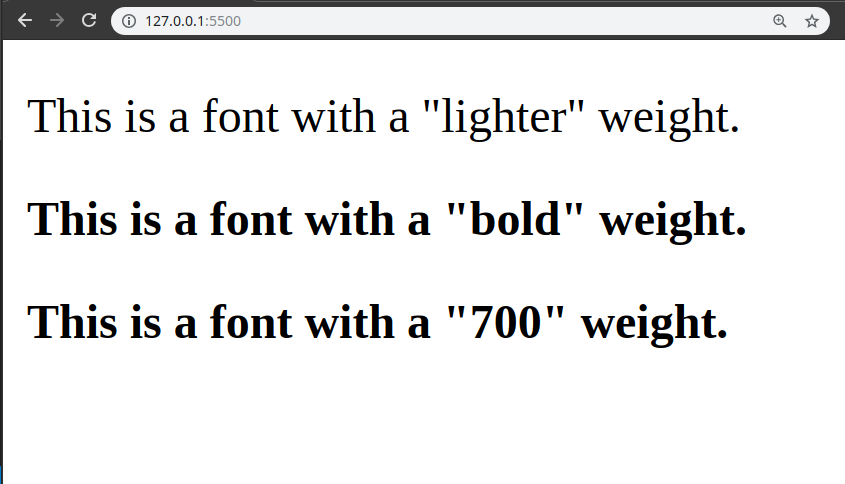 127.0.0.1:5500
This is a font with a "lighter" weight.
This is a font with a "bold" weight.
This is a font with a "700" weight.